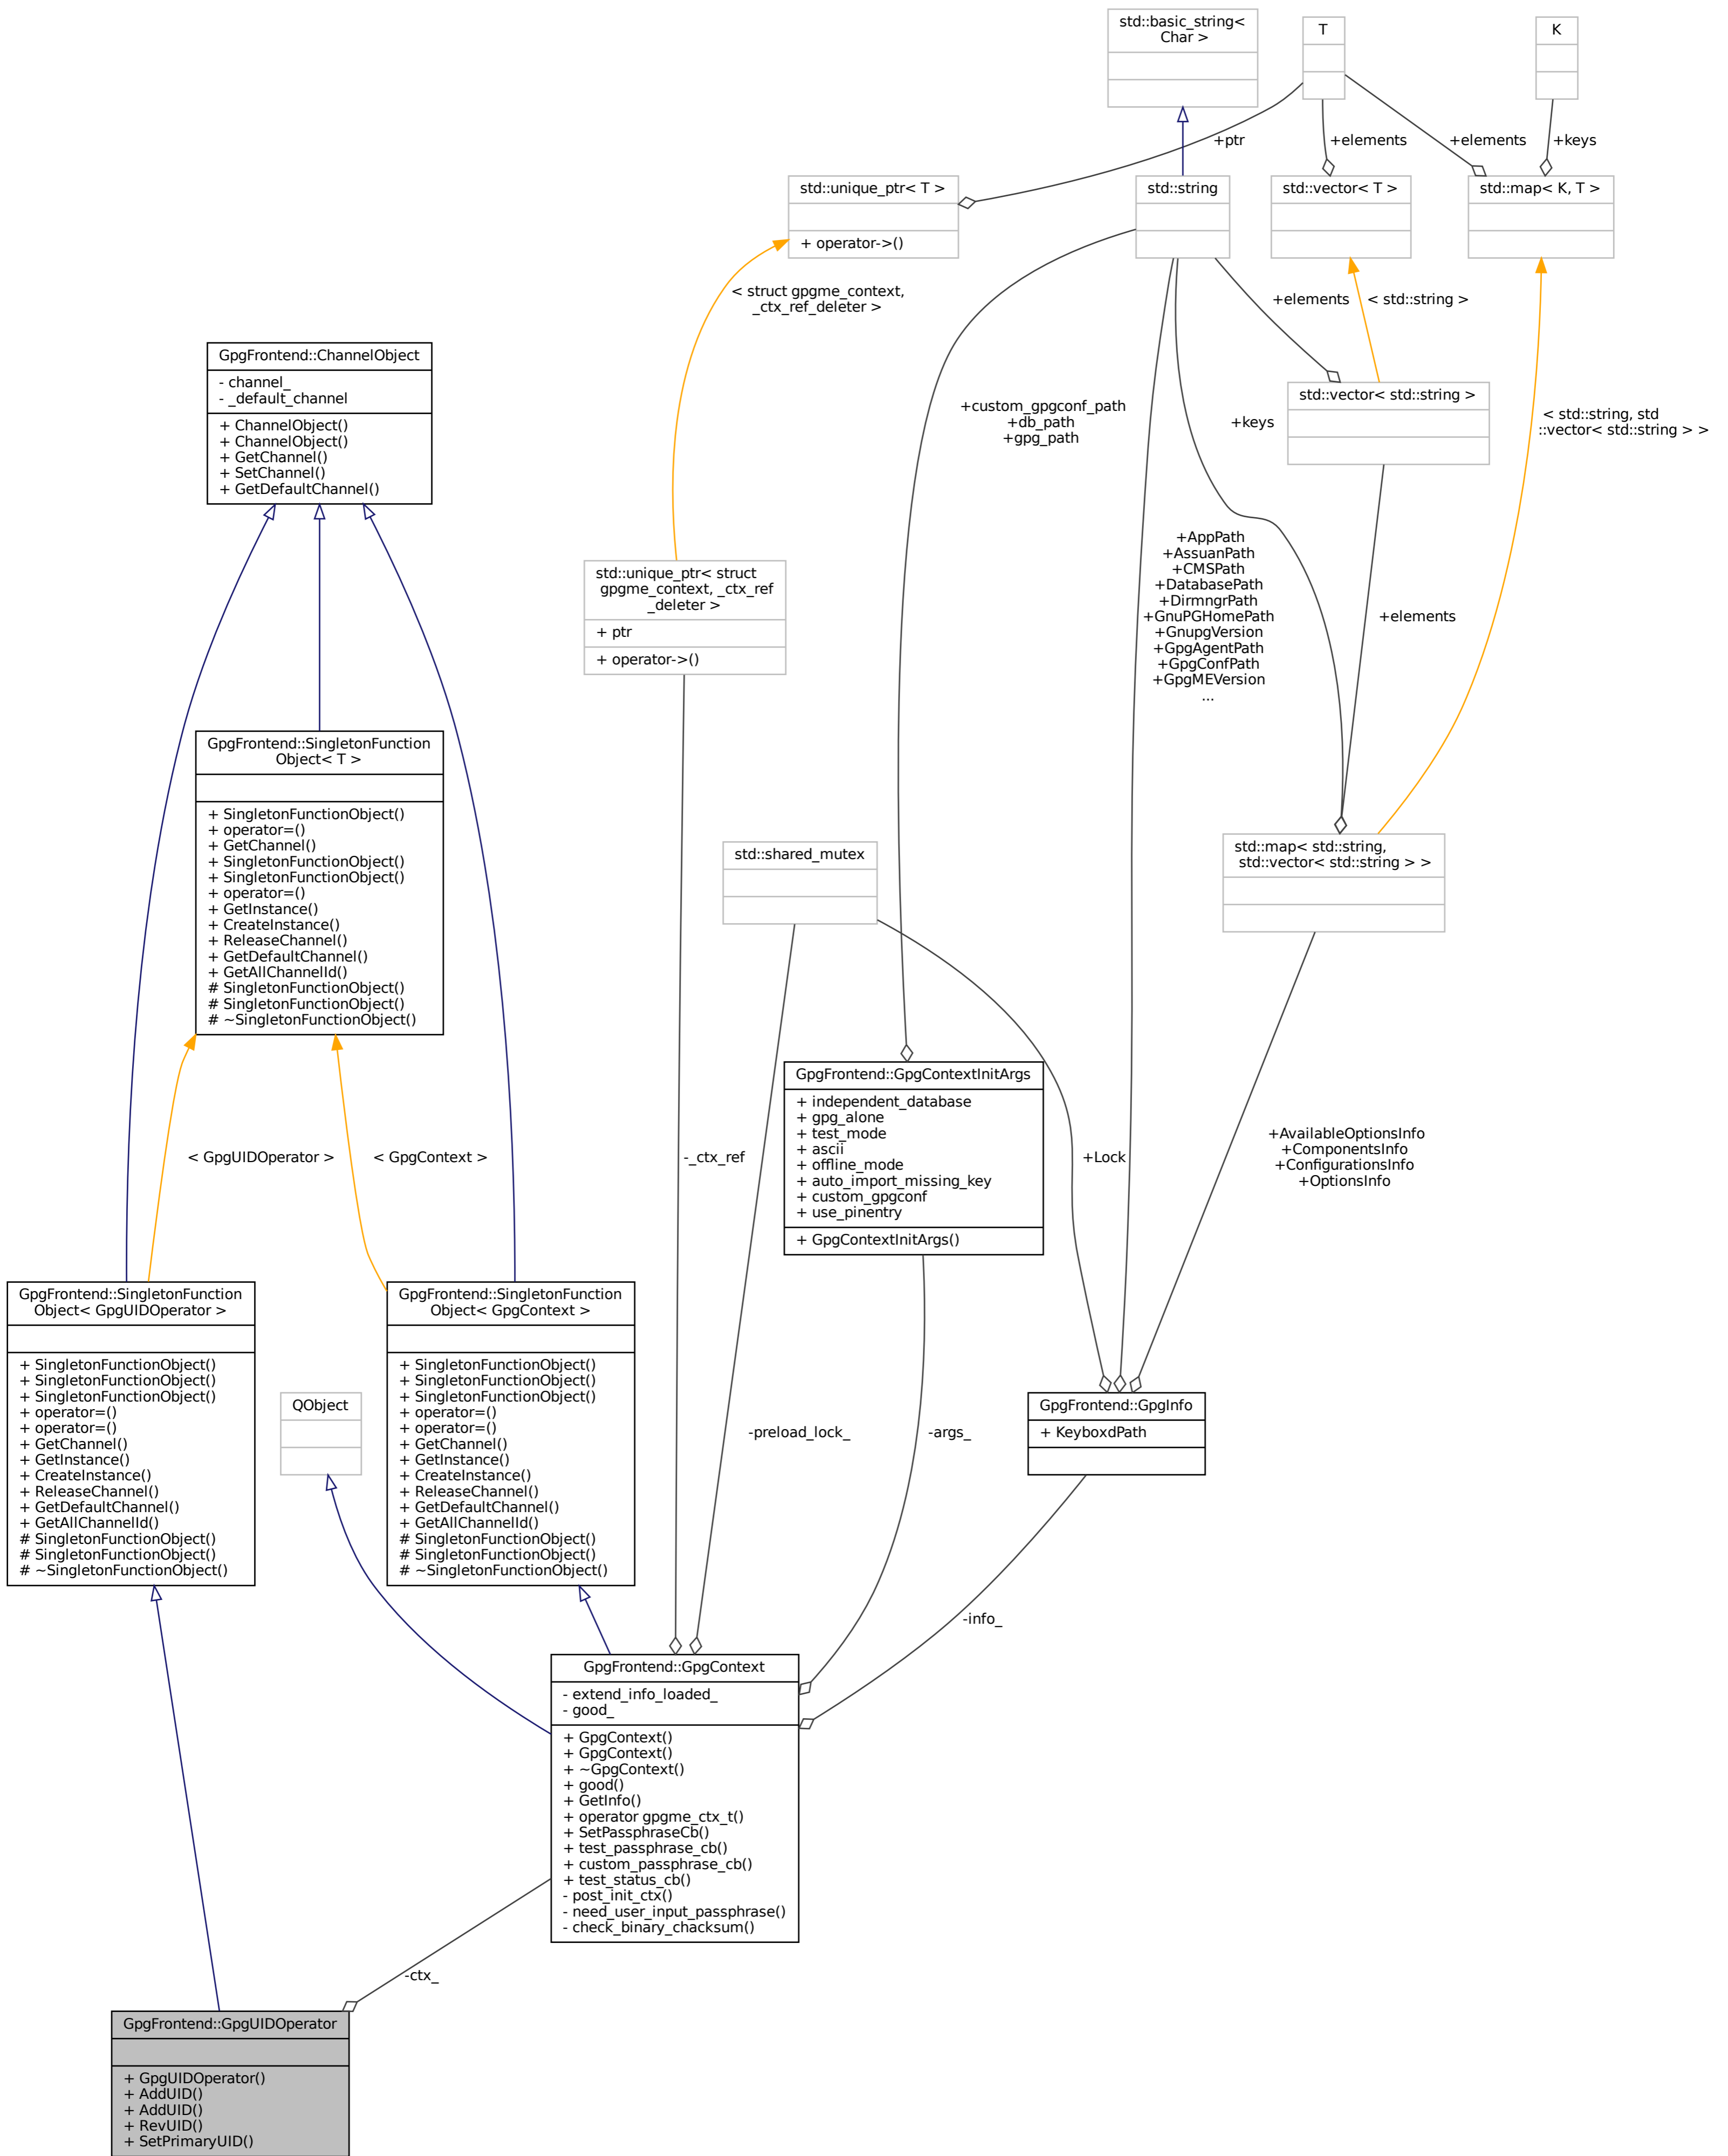 std::basic_string<
Char >
T
K
+ptr
+elements
+elements
+keys
std::unique_ptr< T >
+ operator->()
std::string
std::vector< T >
std::map< K, T >
< struct gpgme_context,
_ctx_ref_deleter >
+elements
< std::string >
GpgFrontend::ChannelObject
- channel_
- _default_channel
+ ChannelObject()
+ ChannelObject()
+ GetChannel()
+ SetChannel()
+ GetDefaultChannel()
+custom_gpgconf_path
+db_path
+gpg_path
+keys
std::vector< std::string >
< std::string, std
::vector< std::string > >
std::unique_ptr< struct
gpgme_context, _ctx_ref
_deleter >
+ ptr
+ operator->()
+AppPath
+AssuanPath
+CMSPath
+DatabasePath
+DirmngrPath
+GnuPGHomePath
+GnupgVersion
+GpgAgentPath
+GpgConfPath
+GpgMEVersion
...
+elements
GpgFrontend::SingletonFunction
Object< T >
+ SingletonFunctionObject()
+ operator=()
+ GetChannel()
+ SingletonFunctionObject()
+ SingletonFunctionObject()
+ operator=()
+ GetInstance()
+ CreateInstance()
+ ReleaseChannel()
+ GetDefaultChannel()
+ GetAllChannelId()
# SingletonFunctionObject()
# SingletonFunctionObject()
# ~SingletonFunctionObject()
std::shared_mutex
std::map< std::string,
std::vector< std::string > >
GpgFrontend::GpgContextInitArgs
+ independent_database
+ gpg_alone
+ test_mode
+ ascii
+ offline_mode
+ auto_import_missing_key
+ custom_gpgconf
+ use_pinentry
+ GpgContextInitArgs()
< GpgUIDOperator >
< GpgContext >
-_ctx_ref
+Lock
+AvailableOptionsInfo
+ComponentsInfo
+ConfigurationsInfo
+OptionsInfo
GpgFrontend::SingletonFunction
Object< GpgUIDOperator >
+ SingletonFunctionObject()
+ SingletonFunctionObject()
+ SingletonFunctionObject()
+ operator=()
+ operator=()
+ GetChannel()
+ GetInstance()
+ CreateInstance()
+ ReleaseChannel()
+ GetDefaultChannel()
+ GetAllChannelId()
# SingletonFunctionObject()
# SingletonFunctionObject()
# ~SingletonFunctionObject()
QObject
GpgFrontend::SingletonFunction
Object< GpgContext >
+ SingletonFunctionObject()
+ SingletonFunctionObject()
+ SingletonFunctionObject()
+ operator=()
+ operator=()
+ GetChannel()
+ GetInstance()
+ CreateInstance()
+ ReleaseChannel()
+ GetDefaultChannel()
+ GetAllChannelId()
# SingletonFunctionObject()
# SingletonFunctionObject()
# ~SingletonFunctionObject()
-preload_lock_
-args_
GpgFrontend::GpgInfo
+ KeyboxdPath
-info_
GpgFrontend::GpgContext
- extend_info_loaded_
- good_
+ GpgContext()
+ GpgContext()
+ ~GpgContext()
+ good()
+ GetInfo()
+ operator gpgme_ctx_t()
+ SetPassphraseCb()
+ test_passphrase_cb()
+ custom_passphrase_cb()
+ test_status_cb()
- post_init_ctx()
- need_user_input_passphrase()
- check_binary_chacksum()
-ctx_
GpgFrontend::GpgUIDOperator
+ GpgUIDOperator()
+ AddUID()
+ AddUID()
+ RevUID()
+ SetPrimaryUID()